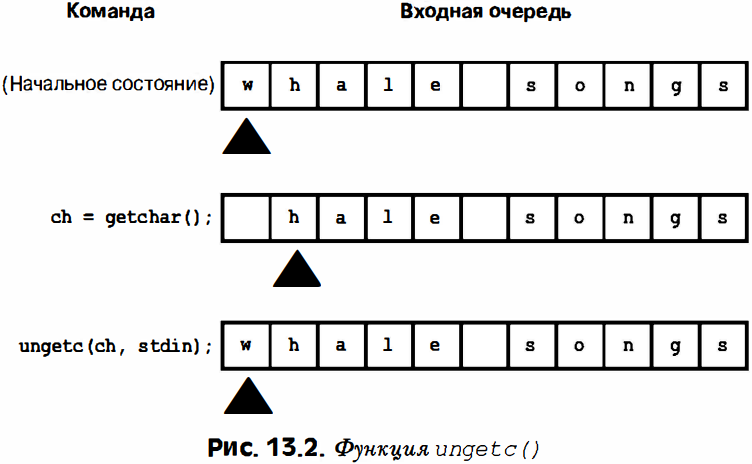 Команда Входная очередь
(Начальное состояние) w h a l e s o n g s
ch = getchar(); h a l e s o n g s
ungetc(ch, stdin); w h a l e s o n g s
Рис. 13.2. Функция ungetc()